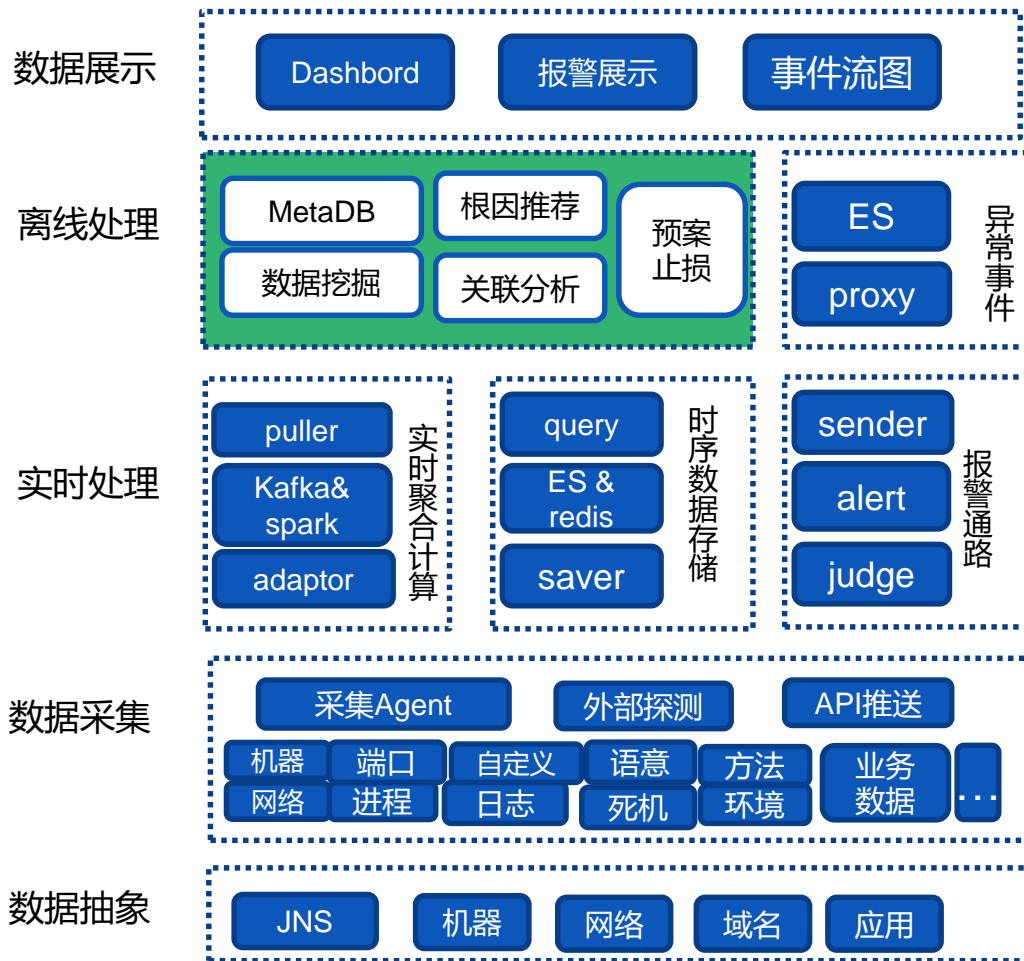 数据展示
Dashbord
报警展示
事件流图
离线处理
MetaDB
根因推荐
预案
止损
数据挖掘
关联分析
ES
proxy
异常事件
实时处理
puller
Kafka&
spark
adaptor
实时聚合计算
query
ES &
redis
saver
时序数据存储
sender
alert
judge
报警通路
数据采集
采集Agent
外部探测
API推送
机器
端口
自定义
语意
方法
业务
数据
...
网络
进程
日志
死机
环境
数据抽象
JNS
机器
网络
域名
应用